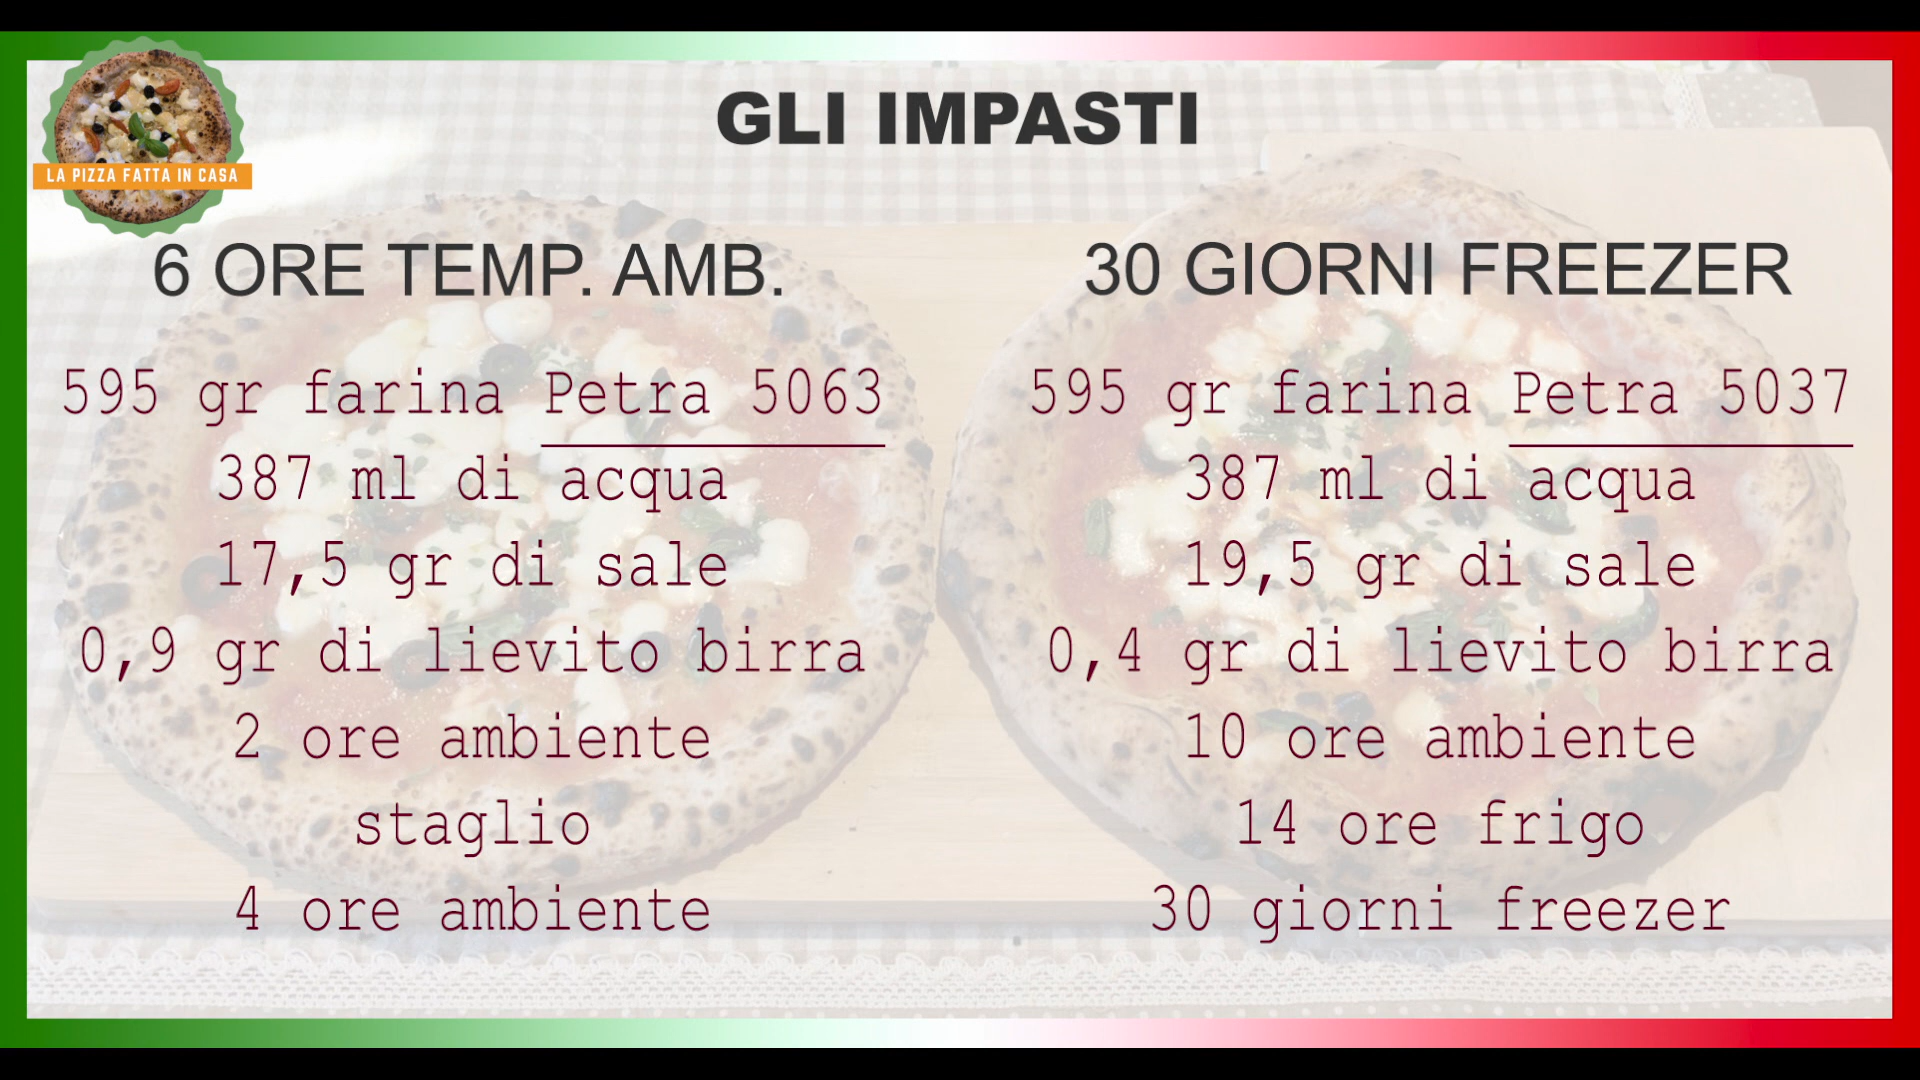 LA PIZZA FATTA IN CASA
GLI IMPASTI
6 ORE TEMP. AMB.
595 gr farina Petra 5063
387 ml di acqua
17,5 gr di sale
0,9 gr di lievito birra
2 ore ambiente
staglio
4 ore ambiente
30 GIORNI FREEZER
595 gr farina Petra 5037
387 ml di acqua
19,5 gr di sale
0,4 gr di lievito birra
10 ore ambiente
14 ore frigo
30 giorni freezer